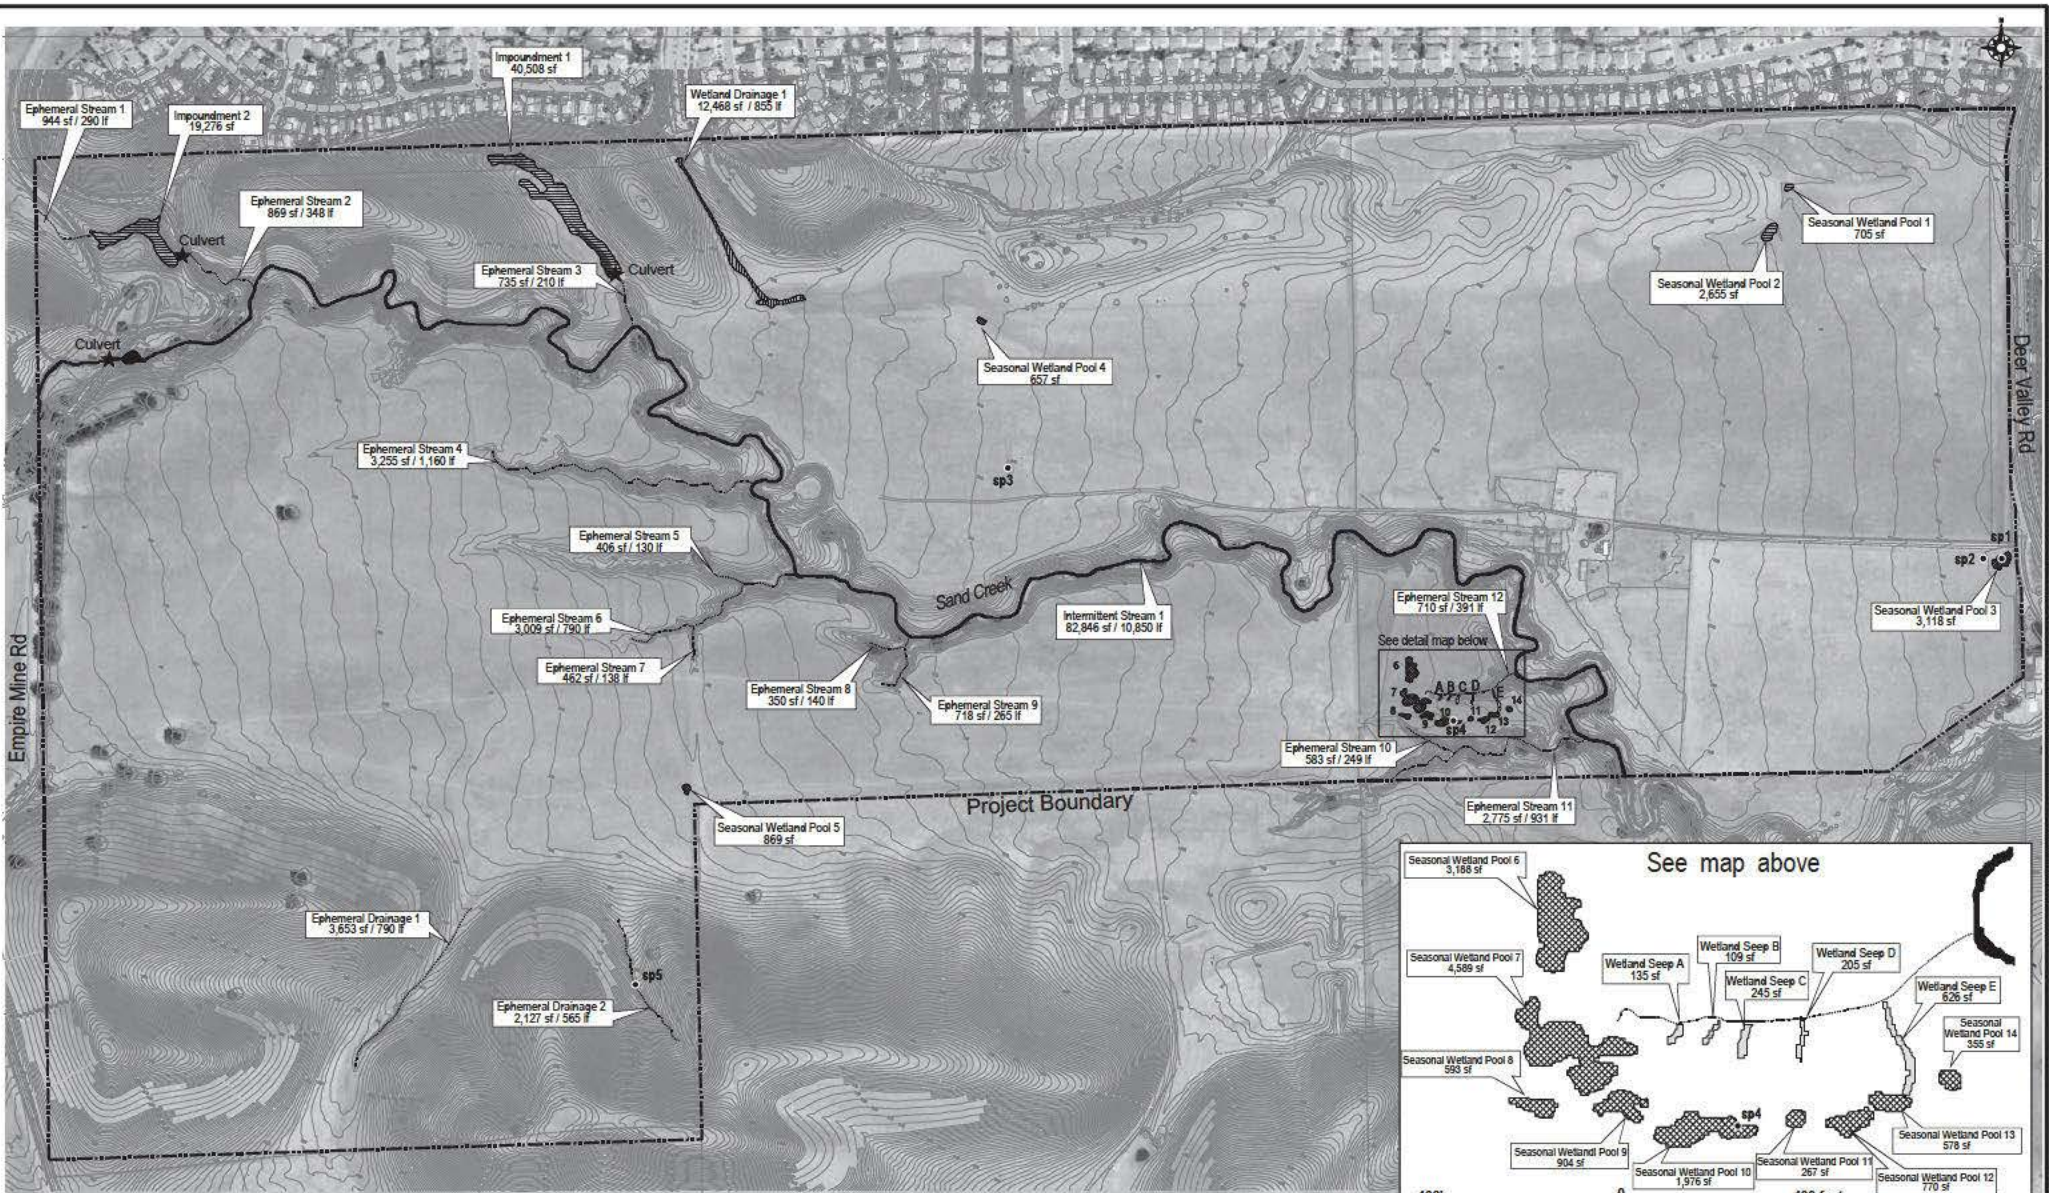 Impoundment 1
40,508 sf
Wetland Drainage 1
12,468 sf / 855 lf
Ephemeral Stream 1
944 sf / 290 lf
Impoundment 2
19,276 sf
Ephemeral Stream 2
869 sf / 348 lf
Culvert
Ephemeral Stream 3
735 sf / 210 lf
Culvert
Seasonal Wetland Pool 1
705 sf
Seasonal Wetland Pool 2
2,655 sf
Culvert
Seasonal Wetland Pool 4
657 sf
Deer Valley Rd
Ephemeral Stream 4
3,255 sf / 1,160 lf
sp3
Ephemeral Stream 5
406 sf / 130 lf
sp1
sp2
Sand Creek
Ephemeral Stream 12
710 sf / 391 lf
Intermittent Stream 1
82,846 sf / 10,850 lf
Seasonal Wetland Pool 3
3,118 sf
Ephemeral Stream 6
3,009 sf / 790 lf
See detail map below
Ephemeral Stream 7
462 sf / 138 lf
Ephemeral Stream 8
350 sf / 140 lf
Ephemeral Stream 9
718 sf / 265 lf
6
7
A B C D
E
14
8
9
10
11
13
sp4
12
Empire Mine Rd
Ephemeral Stream 10
583 sf / 249 lf
Project Boundary
Ephemeral Stream 11
2,775 sf / 931 lf
Seasonal Wetland Pool 5
869 sf
Ephemeral Drainage 1
3,653 sf / 790 lf
sp5
Ephemeral Drainage 2
2,127 sf / 565 lf
See map above
Seasonal Wetland Pool 6
3,188 sf
Seasonal Wetland Pool 7
4,589 sf
Wetland Seep A
135 sf
Wetland Seep B
109 sf
Wetland Seep C
245 sf
Wetland Seep D
205 sf
Wetland Seep E
626 sf
Seasonal
Wetland Pool 14
355 sf
Seasonal Wetland Pool 8
593 sf
sp4
Seasonal Wetland Pool 9
904 sf
Seasonal Wetland Pool 10
1,976 sf
Seasonal Wetland Pool 11
267 sf
Seasonal Wetland Pool 12
770 sf
Seasonal Wetland Pool 13
578 sf